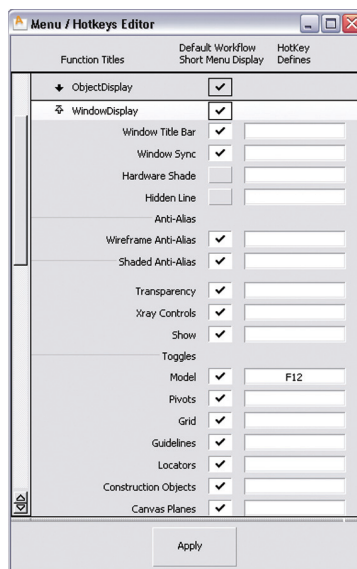 Menu / Hotkeys Editor
Function Titles
Default Workflow
Short Menu Display
HotKey
Defines
ObjectDisplay
WindowDisplay
Window Title Bar
Window Sync
Hardware Shade
Hidden Line
Anti-Alias
Wireframe Anti-Alias
Shaded Anti-Alias
Transparency
Xray Controls
Show
Toggles
Model F12
Pivots
Grid
Guidelines
Locators
Construction Objects
Canvas Planes
Apply